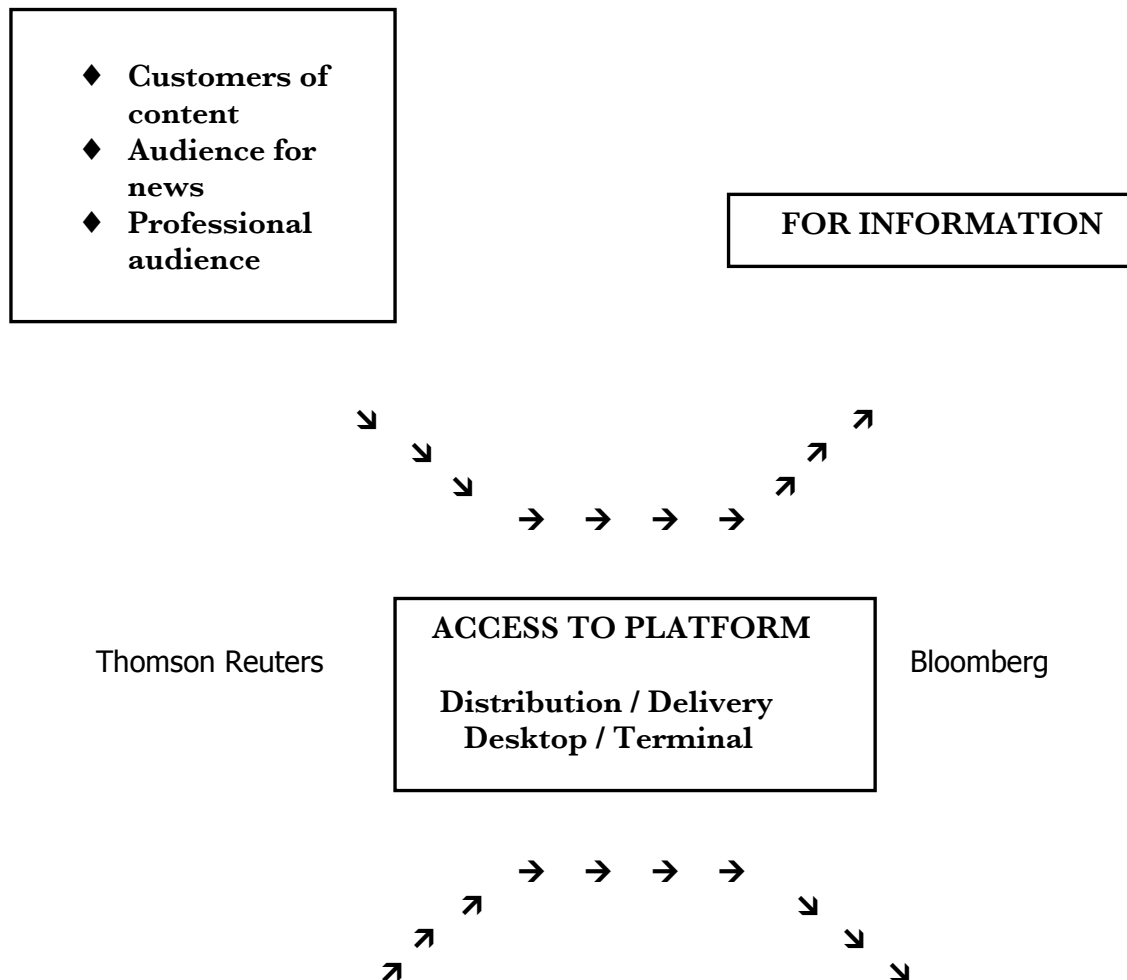 ♦ Customers of
content
♦ Audience for
news
♦ Professional
audience
FOR INFORMATION
➔ ➔ ➔ ➔
ACCESS TO PLATFORM
Thomson Reuters
Distribution / Delivery
Desktop / Terminal
Bloomberg
➔ ➔ ➔ ➔